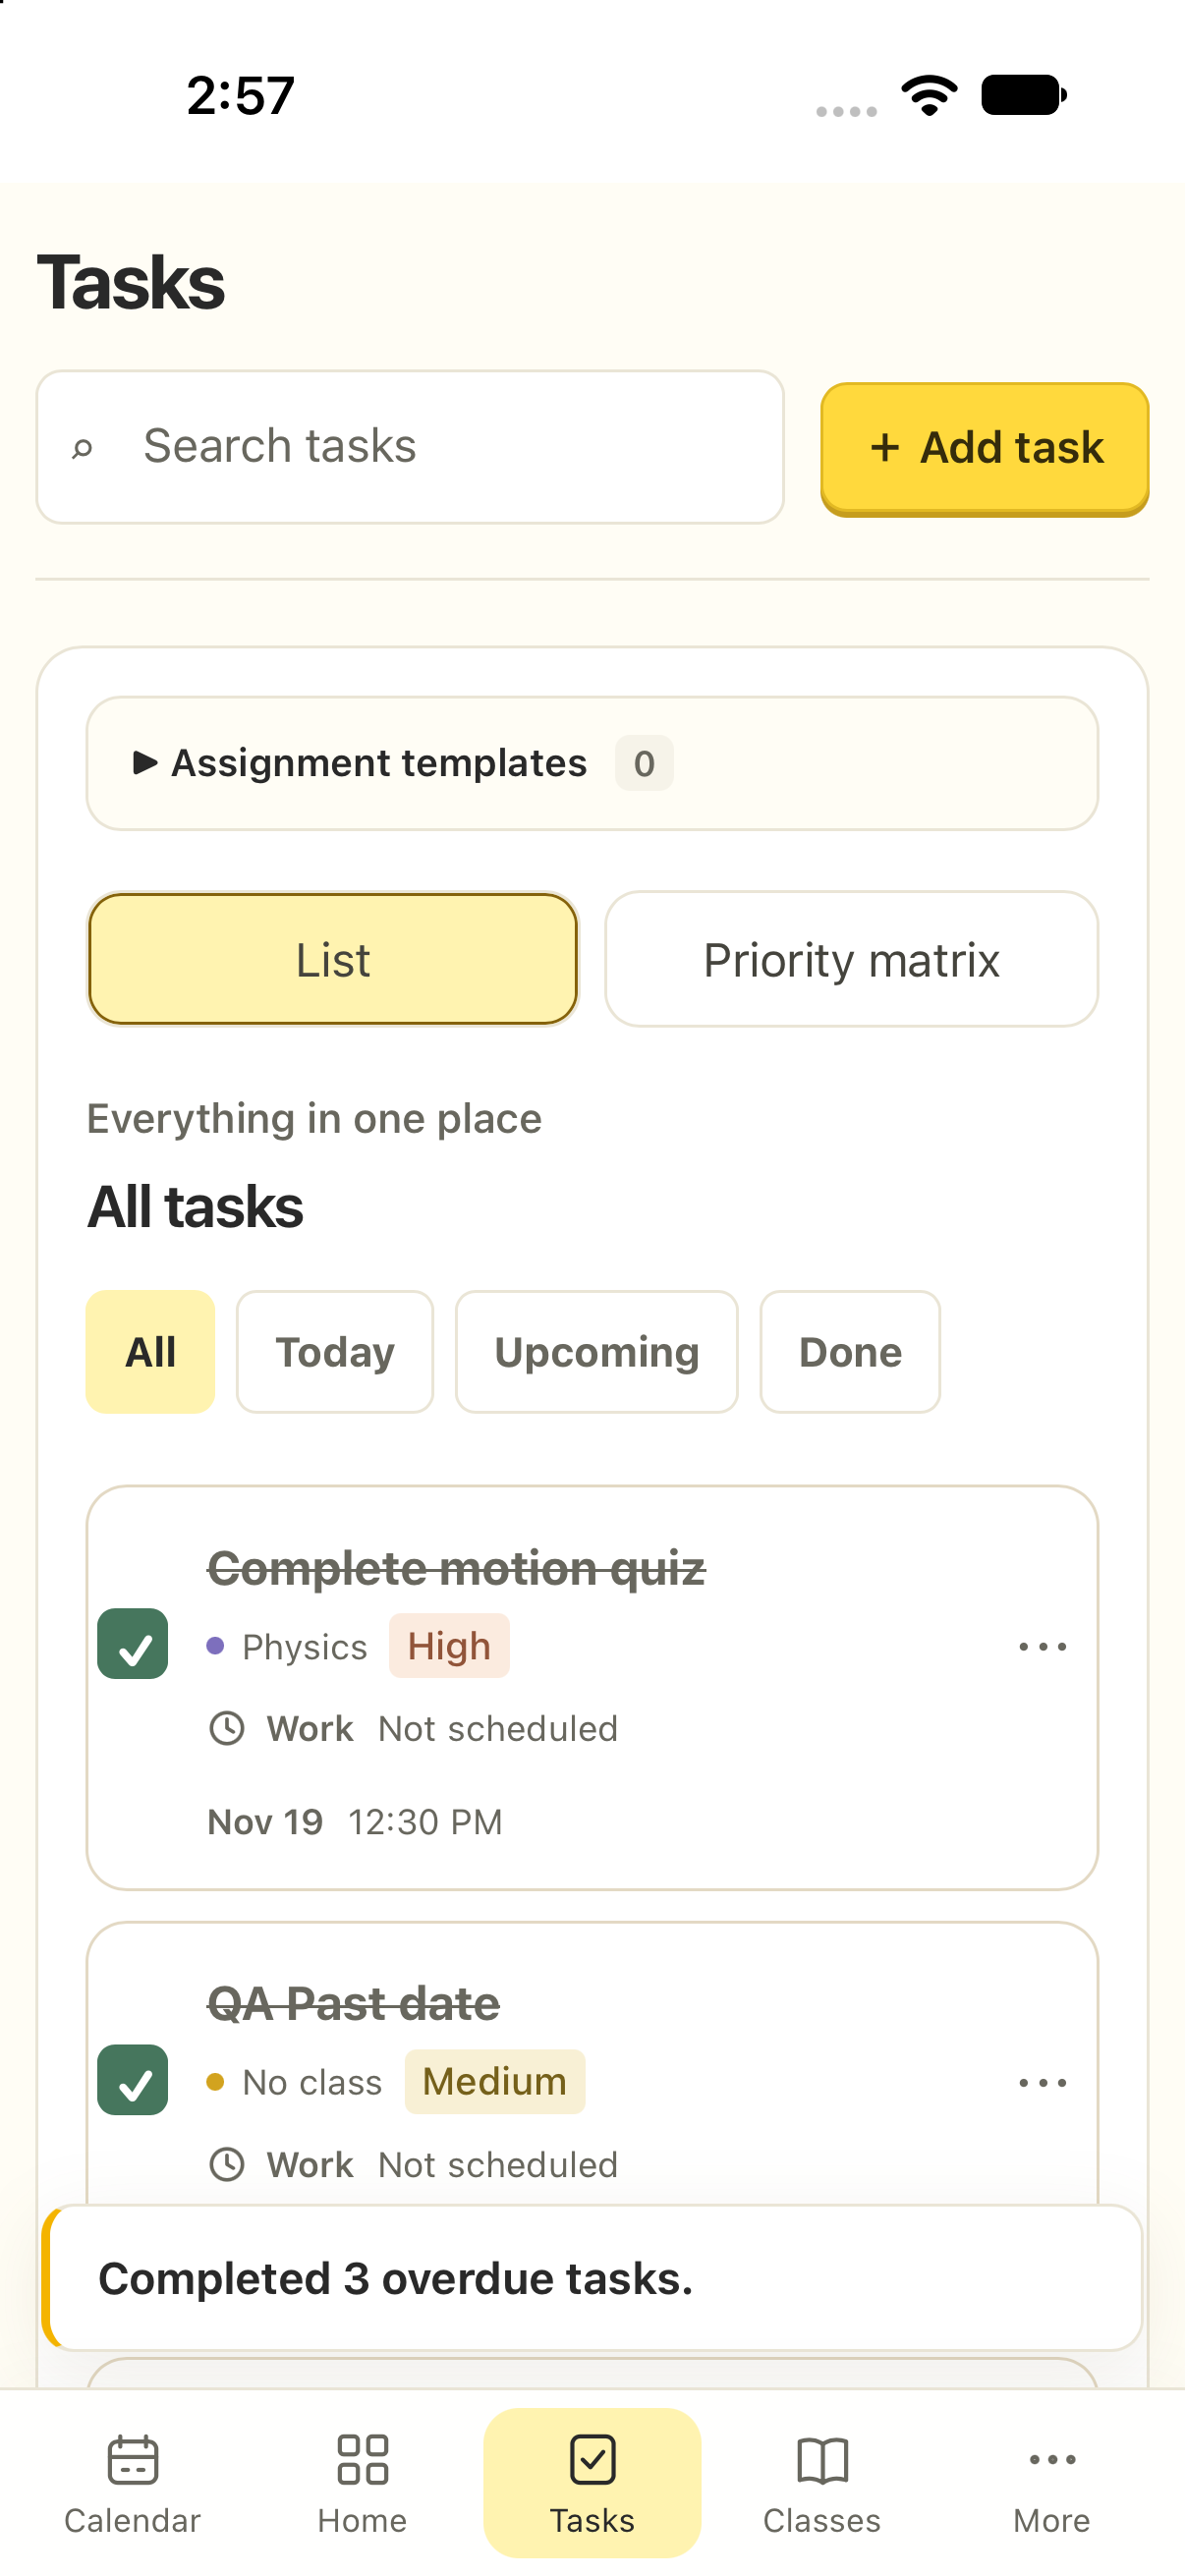 2:57
Tasks
Search tasks
+ Add task
Assignment templates 0
List
Priority matrix
Everything in one place
All tasks
All
Today
Upcoming
Done
Complete motion quiz
Physics High
Work Not scheduled
Nov 19 12:30 PM
QA Past date
No class Medium
Work Not scheduled
Completed 3 overdue tasks.
Calendar
Home
Tasks
Classes
More